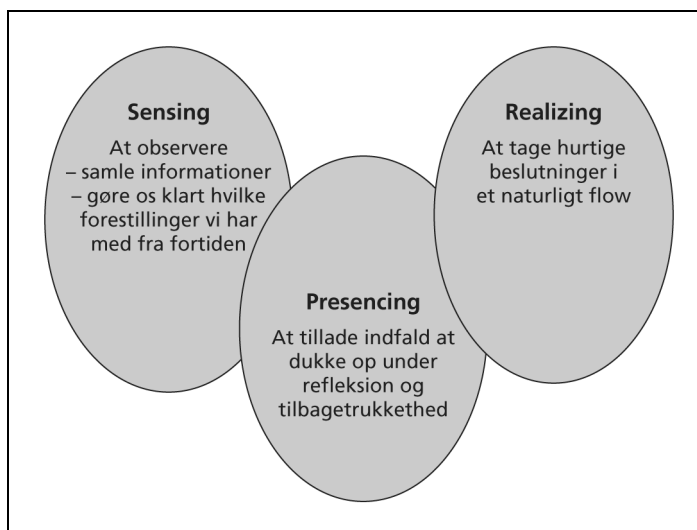 Sensing
At observere
– samle informationer
– gøre os klart hvilke
forestillinger vi har
med fra fortiden
Presencing
At tillade indfald at
dukke op under
refleksion og
tilbagetrukkethed
Realizing
At tage hurtige
beslutninger i
et naturligt flow